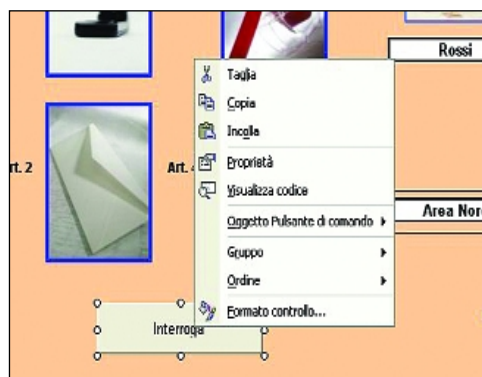 Rossi
Taglia
Copia
Incolla
Art. 2
Art. 4
Proprietà
Visualizza codice
Area Nor
Oggetto Pulsante di comando
Gruppo
Ordine
Formato controllo...
Interroga